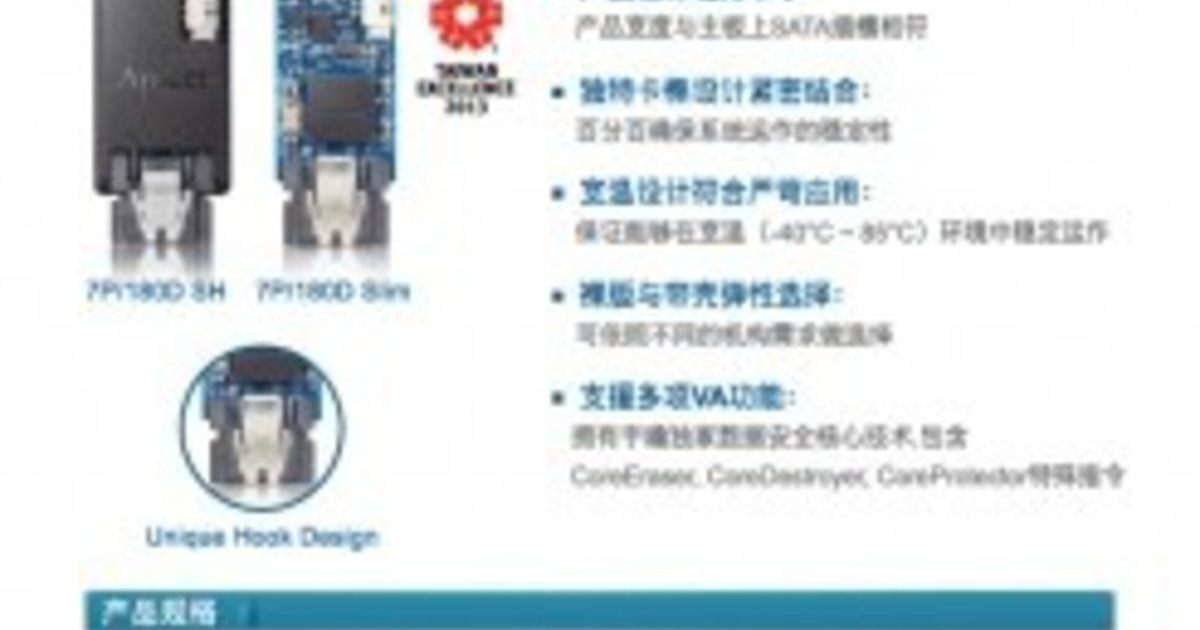 产品宽度与主板上SATA插槽相符
TAIWAN
EXCELLENCE
2013
独特卡榫设计紧密结合:
百分百确保系统运作的稳定性
宽温设计符合严苛应用:
保证能够在宽温（-40°C ~ 85°C）环境中稳定运作
7P/180D SH
7P/180D Slim
裸版与带壳弹性选择:
可依照不同的机构需求做选择
支援多项VA功能:
拥有宇瞻独家数据安全核心技术,包含
CoreEraser, CoreDestroyer, CoreProtector特殊指令
Unique Hook Design
产品规格